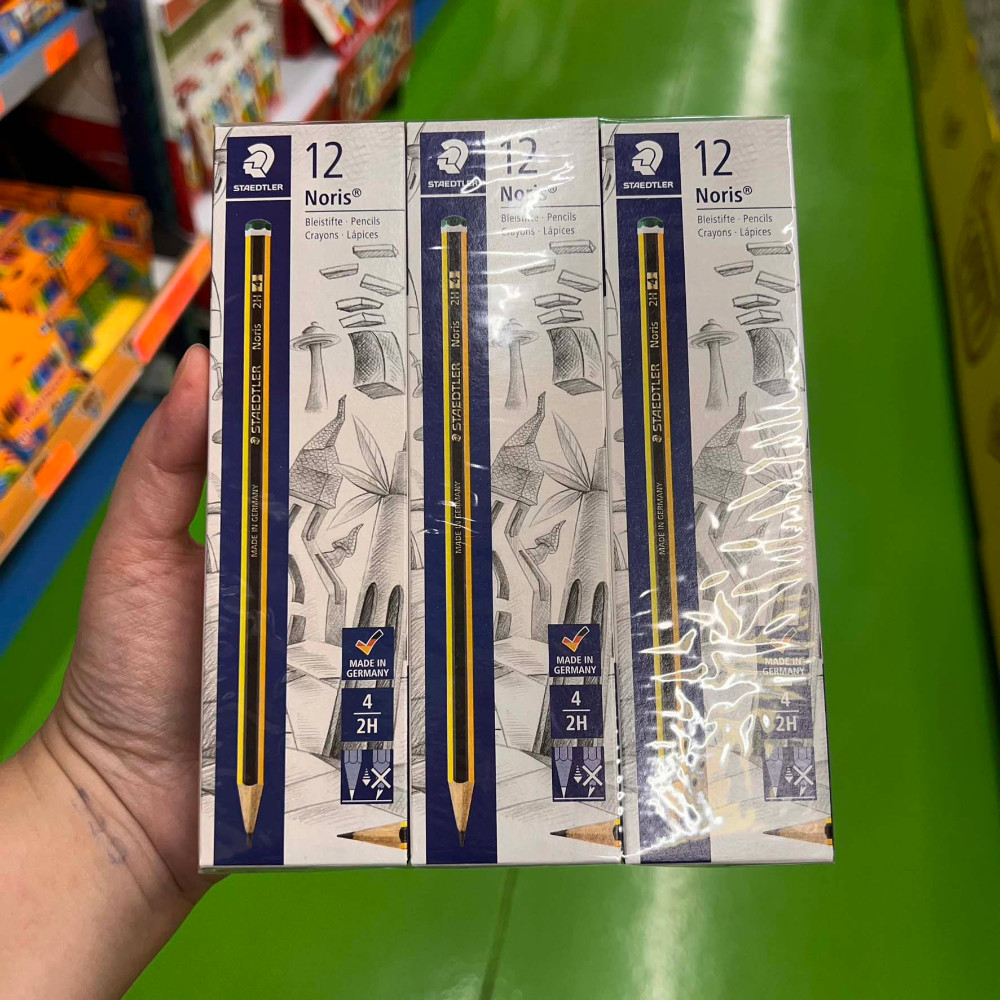 STAEDTLER
12
Noris®
Bleistifte · Pencils
Crayons · Lápices
MADE IN GERMANY STAEDTLER Noris 2H
MADE IN
GERMANY
4
2H
STAEDTLER
12
Noris®
Bleistifte · Pencils
Crayons · Lápices
MADE IN GERMANY STAEDTLER Noris 2H
MADE IN
GERMANY
4
2H
STAEDTLER
12
Noris®
Bleistifte · Pencils
Crayons · Lápices
MADE IN GERMANY STAEDTLER Noris 2H
MADE IN
GERMANY
4
2H